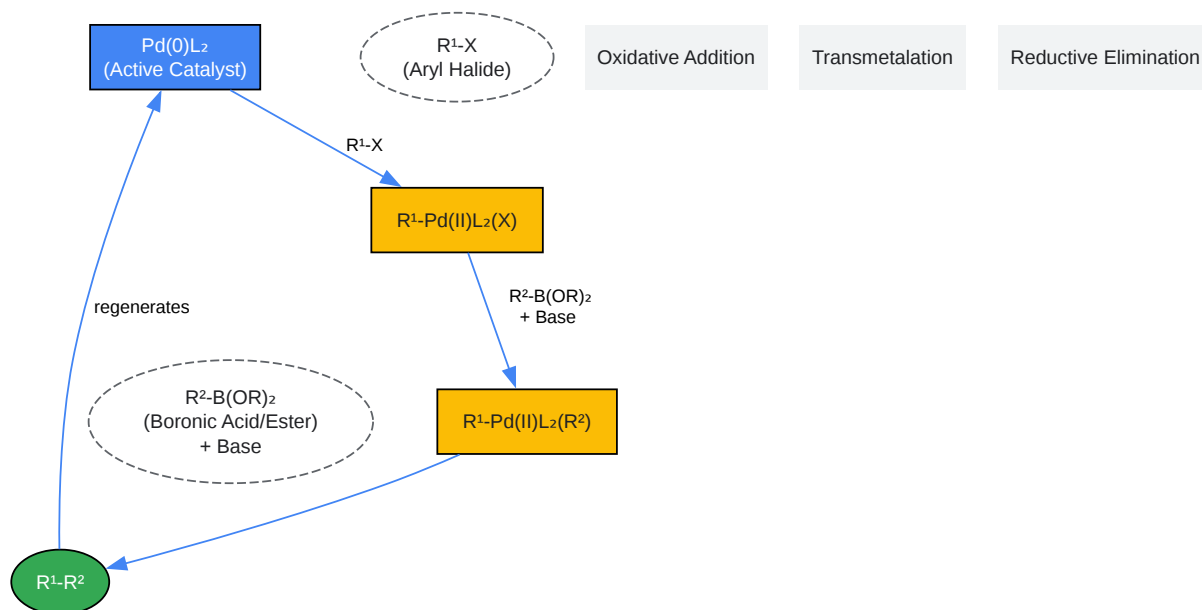 Pd(0)L₂
(Active Catalyst)
R¹-X
(Aryl Halide)
Oxidative Addition
Transmetalation
Reductive Elimination
R¹-X
R¹-Pd(II)L₂(X)
R²-B(OR)₂
+ Base
regenerates
R²-B(OR)₂
(Boronic Acid/Ester)
+ Base
R¹-Pd(II)L₂(R²)
R¹-R²